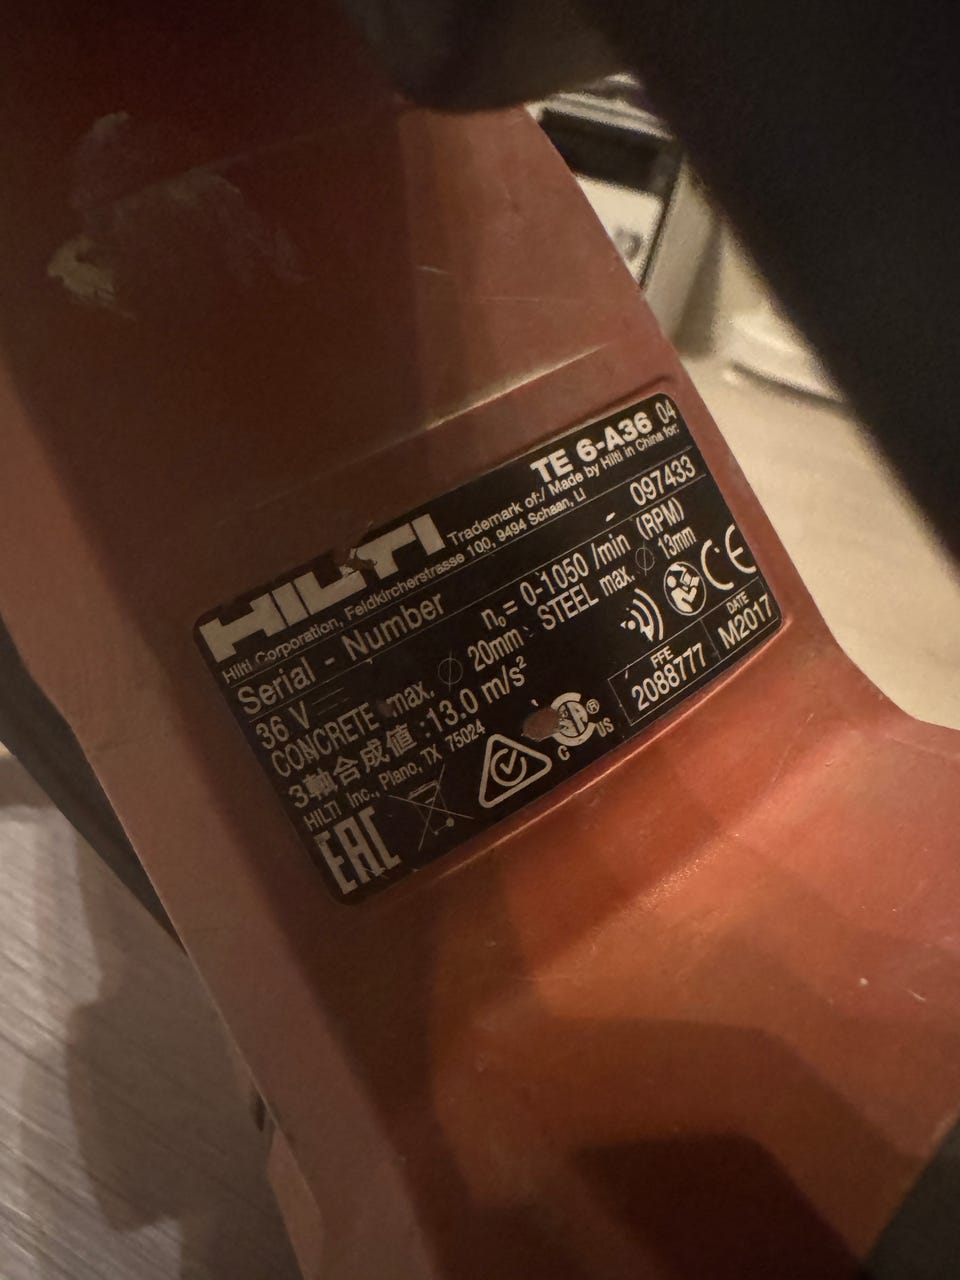 HILTI TE 6-A36 04
Trademark of:/ Made by Hilti in China for:
Hilti Corporation, Feldkircherstrasse 100, 9494 Schaan, LI
Serial - Number 097433
36 V n₀ = 0-1050 /min (RPM)
CONCRETE max. ∅ 20mm STEEL max. ∅ 13mm
3軸合成値:13.0 m/s²
HILTI Inc., Plano, TX 75024
EAC
C US ®
CE
FFE
2088777
DATE
M2017